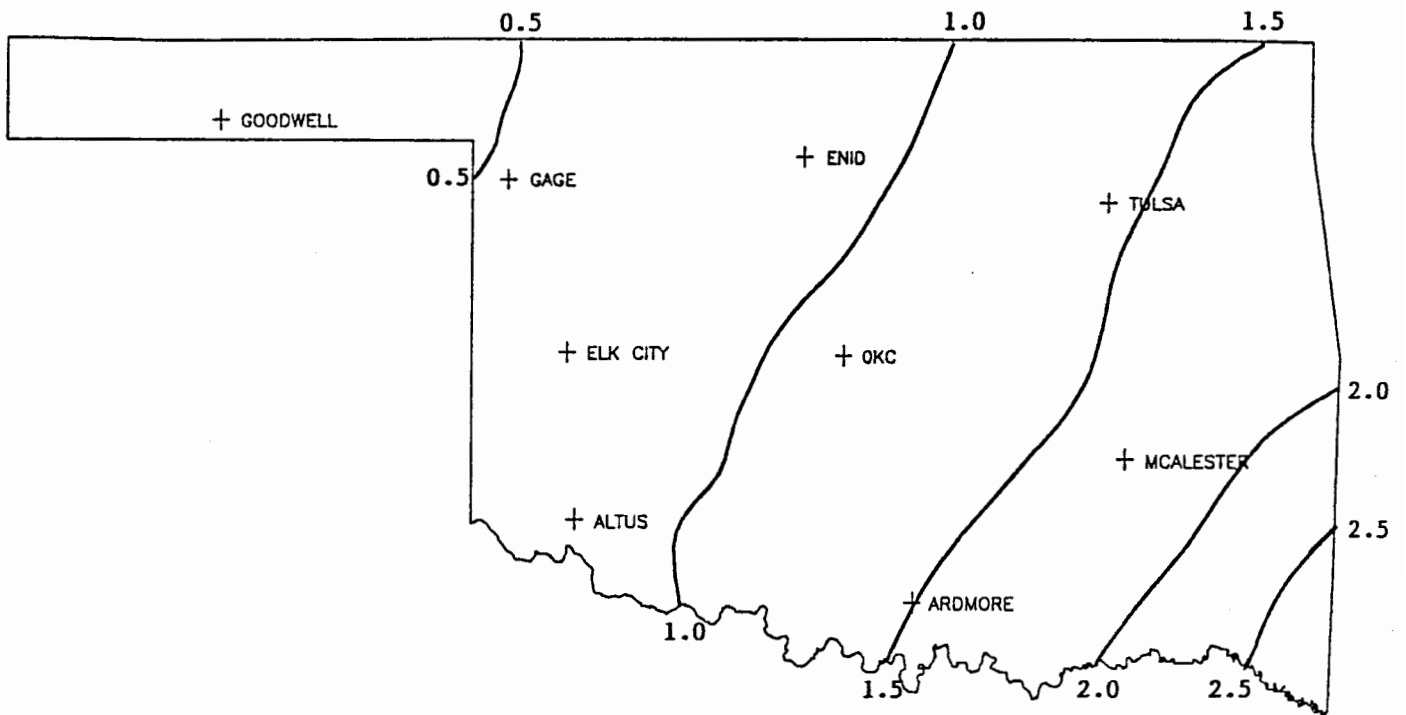 0.5 1.0 1.5
GOODWELL
ENID
0.5 GAGE
TULSA
ELK CITY OKC
2.0
MCALESTER
ALTUS
2.5
ARDMORE
1.0
1.5 2.0 2.5